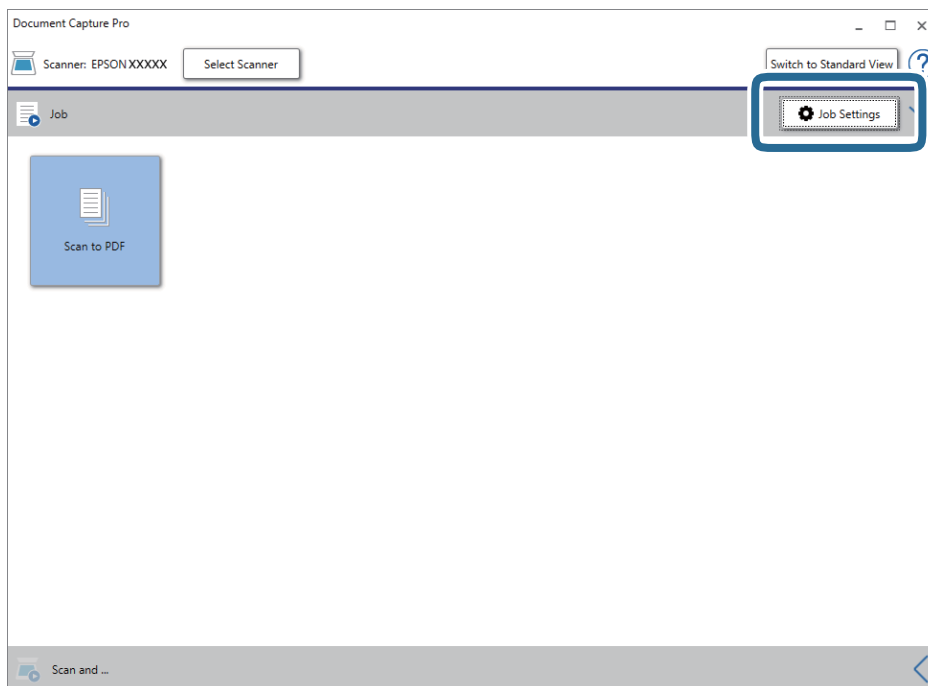 Document Capture Pro
Scanner: EPSON XXXXX Select Scanner Switch to Standard View ?
Job Job Settings
Scan to PDF
Scan and ...